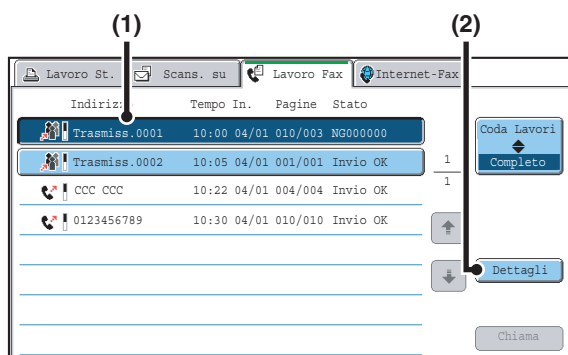 (1) (2)
Lavoro St. Scans. su Lavoro Fax Internet-Fax
Indirizzo Tempo In. Pagine Stato
Trasmiss.0001 10:00 04/01 010/003 NG000000
Trasmiss.0002 10:05 04/01 001/001 Invio OK
CCC CCC 10:22 04/04 004/004 Invio OK
0123456789 10:30 04/01 010/010 Invio OK
1
1
Coda Lavori
Completo
Dettagli
Chiama